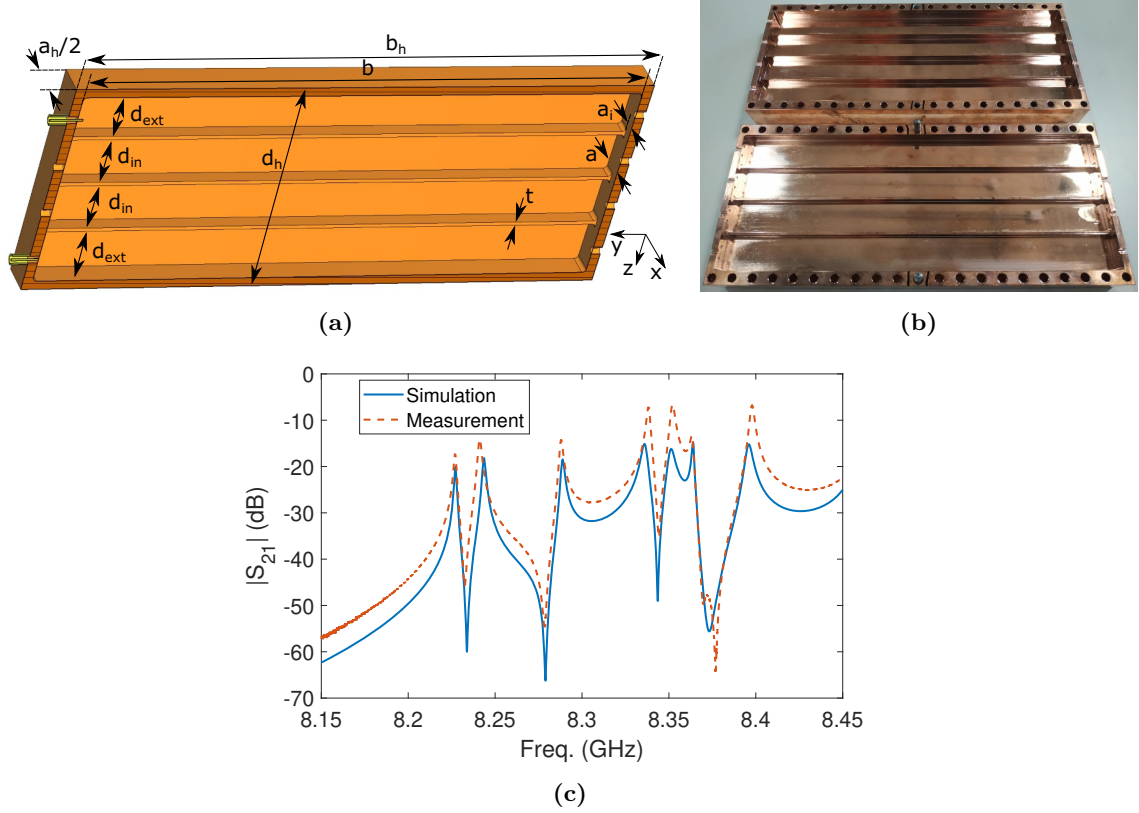 a_h/2
b_h
b
d_ext
a_i
d_in
d_h
a
d_in
t
d_ext
y
z
x
(a)
(b)
0
-10
-20
-30
-40
-50
-60
-70
|S_21| (dB)
Simulation
Measurement
8.15
8.2
8.25
8.3
8.35
8.4
8.45
Freq. (GHz)
(c)